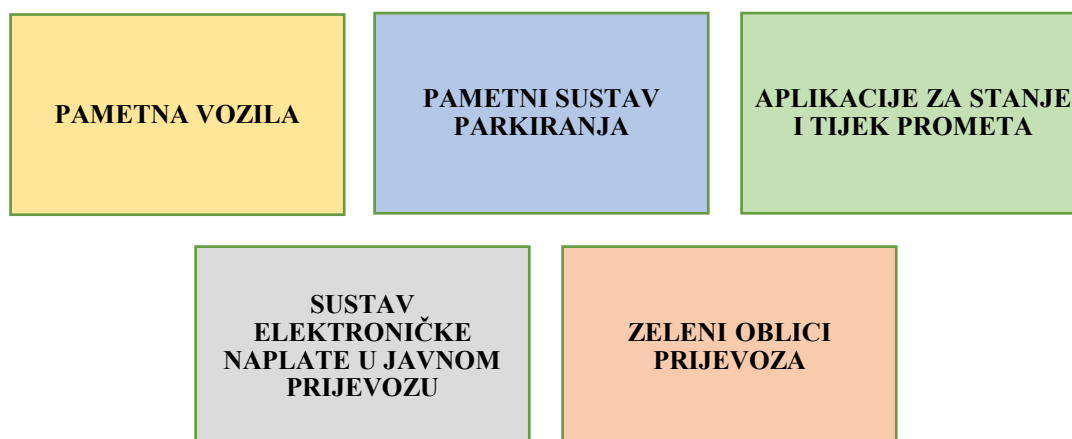 PAMETNA VOZILA
PAMETNI SUSTAV
PARKIRANJA
APLIKACIJE ZA STANJE
I TIJEK PROMETA
SUSTAV
ELEKTRONIČKE
NAPLATE U JAVNOM
PRIJEVOZU
ZELENI OBLICI
PRIJEVOZA